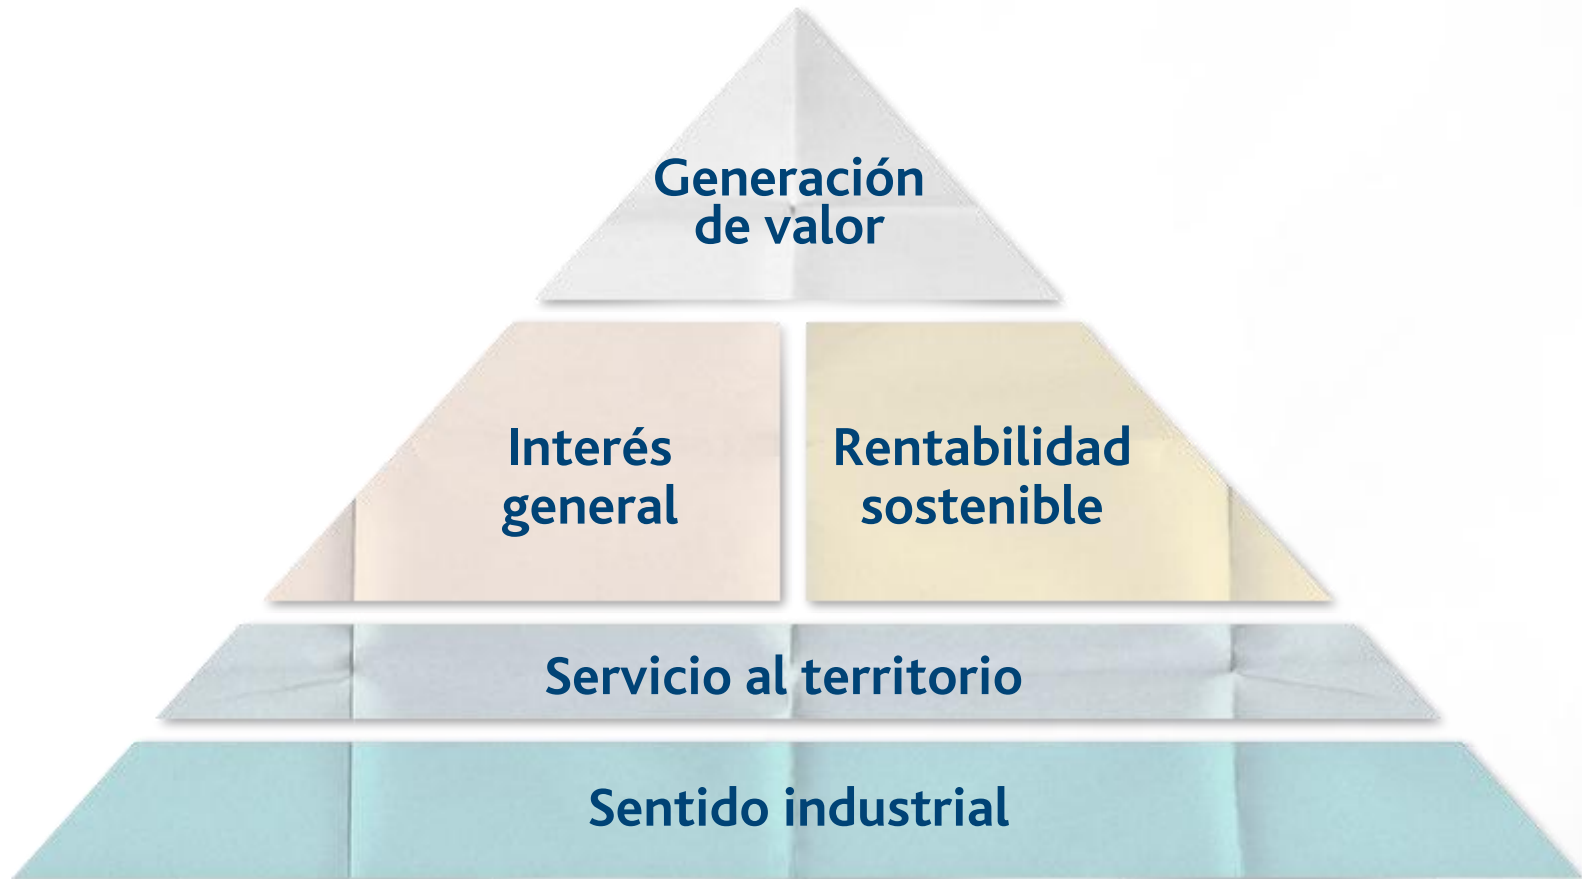 Generación
de valor
Interés
general
Rentabilidad
sostenible
Servicio al territorio
Sentido industrial